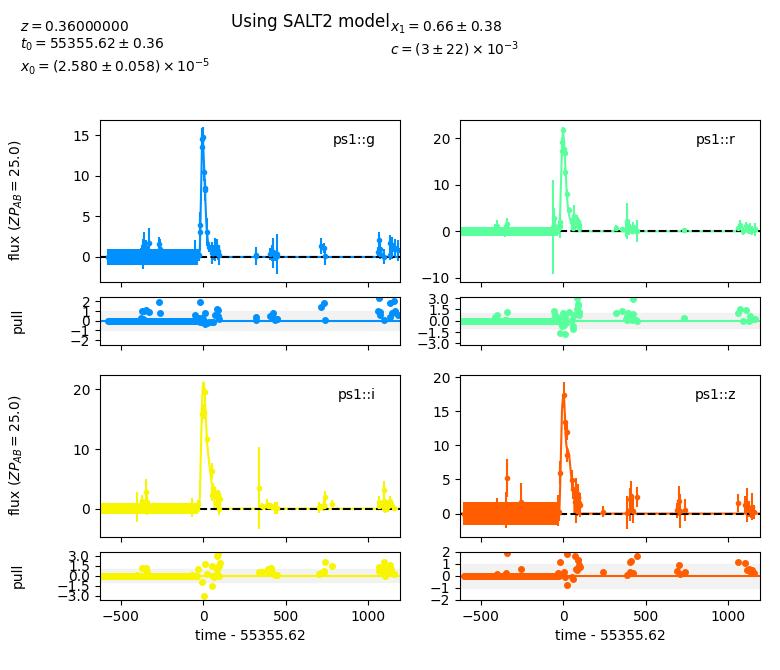 Using SALT2 model
z = 0.36000000
t₀ = 55355.62 ± 0.36
x₀ = (2.580 ± 0.058) × 10⁻⁵
x₁ = 0.66 ± 0.38
c = (3 ± 22) × 10⁻³
flux (ZP_AB = 25.0)
15
10
5
0
ps1::g
20
10
0
−10
ps1::r
pull
2
1
0
−1
−2
3.0
1.5
0.0
−1.5
−3.0
flux (ZP_AB = 25.0)
20
10
0
ps1::i
20
15
10
5
0
ps1::z
pull
3.0
1.5
0.0
−1.5
−3.0
2
1
0
−1
−2
−500 0 500 1000
time - 55355.62
−500 0 500 1000
time - 55355.62